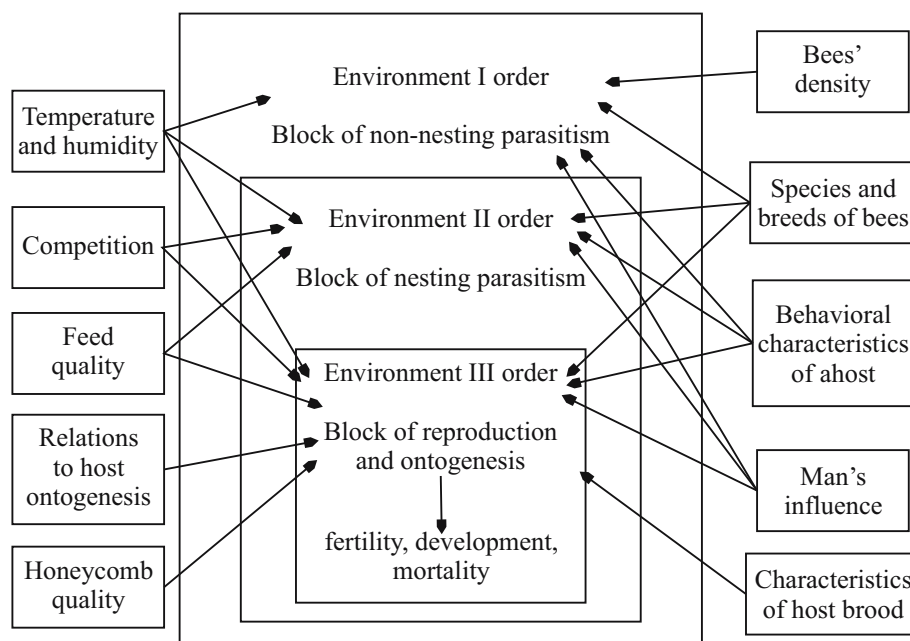 Environment I order
Block of non-nesting parasitism
Environment II order
Block of nesting parasitism
Environment III order
Block of reproduction
and ontogenesis
fertility, development,
mortality
Temperature
and humidity
Competition
Feed
quality
Relations
to host
ontogenesis
Honeycomb
quality
Bees'
density
Species and
breeds of bees
Behavioral
characteristics
of ahost
Man's
influence
Characteristics
of host brood